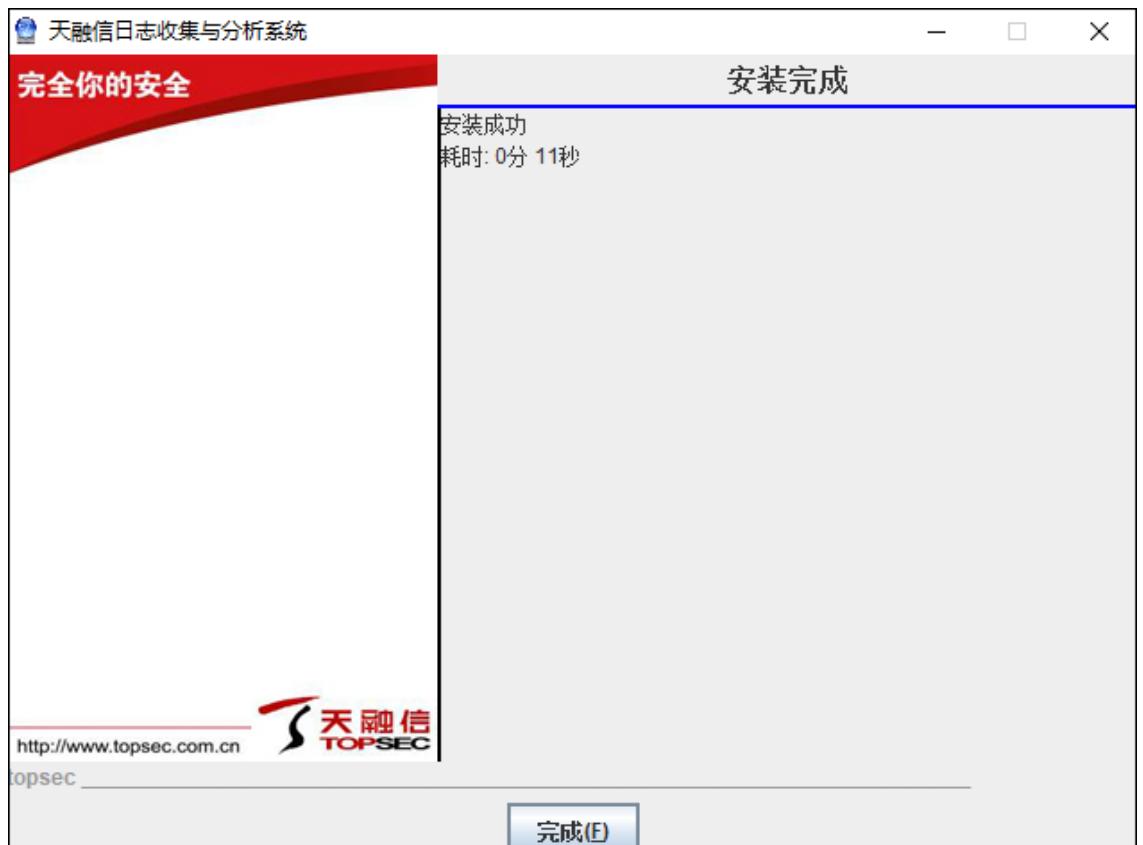 天融信日志收集与分析系统
完全你的安全
安装完成
安装成功
耗时: 0分 11秒
天融信
TOPSEC
http://www.topsec.com.cn
topsec
完成(F)